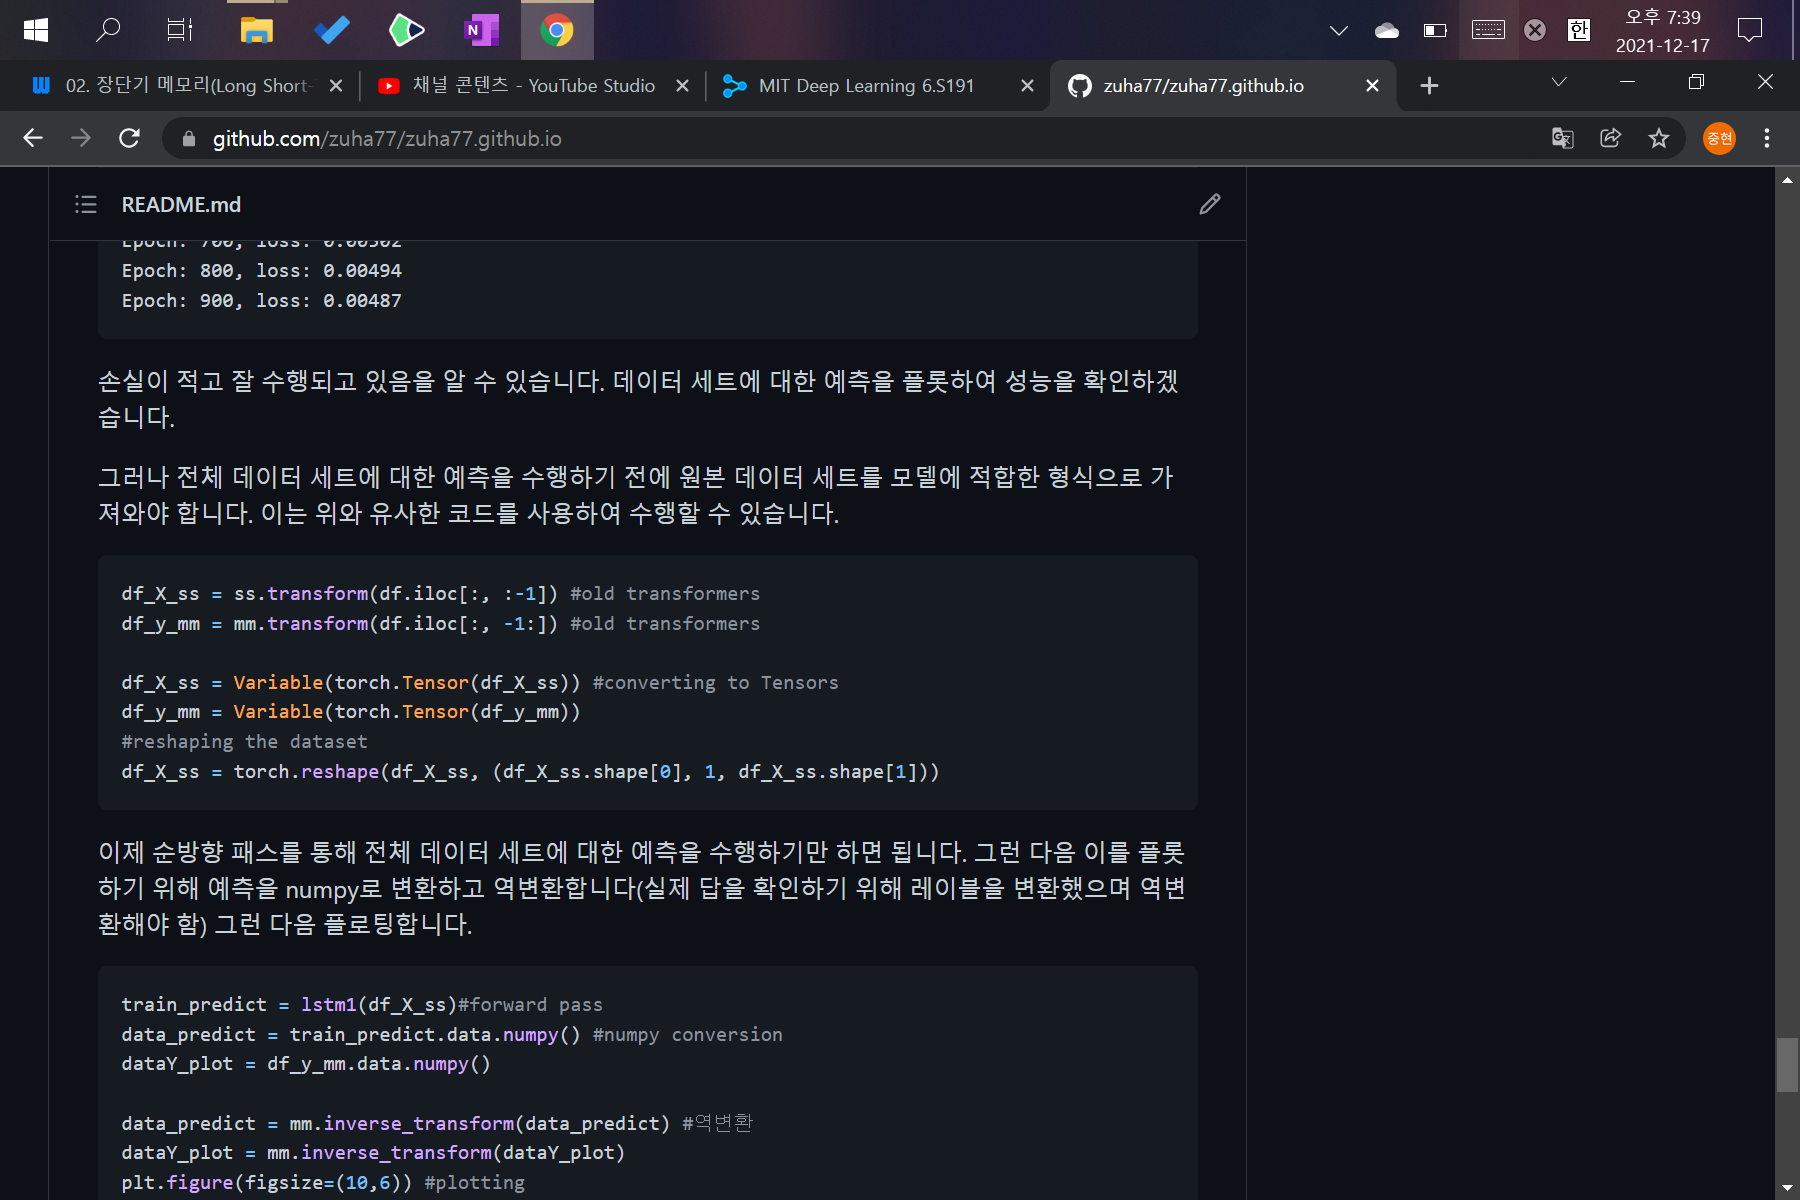 오후 7:39
2021-12-17
한
N
02. 장단기 메모리(Long Short-
채널 콘텐츠 - YouTube Studio
MIT Deep Learning 6.S191
zuha77/zuha77.github.io
github.com/zuha77/zuha77.github.io
중현
README.md
Epoch: 700, loss: 0.00502
Epoch: 800, loss: 0.00494
Epoch: 900, loss: 0.00487
손실이 적고 잘 수행되고 있음을 알 수 있습니다. 데이터 세트에 대한 예측을 플롯하여 성능을 확인하겠
습니다.
그러나 전체 데이터 세트에 대한 예측을 수행하기 전에 원본 데이터 세트를 모델에 적합한 형식으로 가
져와야 합니다. 이는 위와 유사한 코드를 사용하여 수행할 수 있습니다.
df_X_ss = ss.transform(df.iloc[:, :-1]) #old transformers
df_y_mm = mm.transform(df.iloc[:, -1:]) #old transformers
df_X_ss = Variable(torch.Tensor(df_X_ss)) #converting to Tensors
df_y_mm = Variable(torch.Tensor(df_y_mm))
#reshaping the dataset
df_X_ss = torch.reshape(df_X_ss, (df_X_ss.shape[0], 1, df_X_ss.shape[1]))
이제 순방향 패스를 통해 전체 데이터 세트에 대한 예측을 수행하기만 하면 됩니다. 그런 다음 이를 플롯
하기 위해 예측을 numpy로 변환하고 역변환합니다(실제 답을 확인하기 위해 레이블을 변환했으며 역변
환해야 함) 그런 다음 플로팅합니다.
train_predict = lstm1(df_X_ss)#forward pass
data_predict = train_predict.data.numpy() #numpy conversion
dataY_plot = df_y_mm.data.numpy()
data_predict = mm.inverse_transform(data_predict) #역변환
dataY_plot = mm.inverse_transform(dataY_plot)
plt.figure(figsize=(10,6)) #plotting